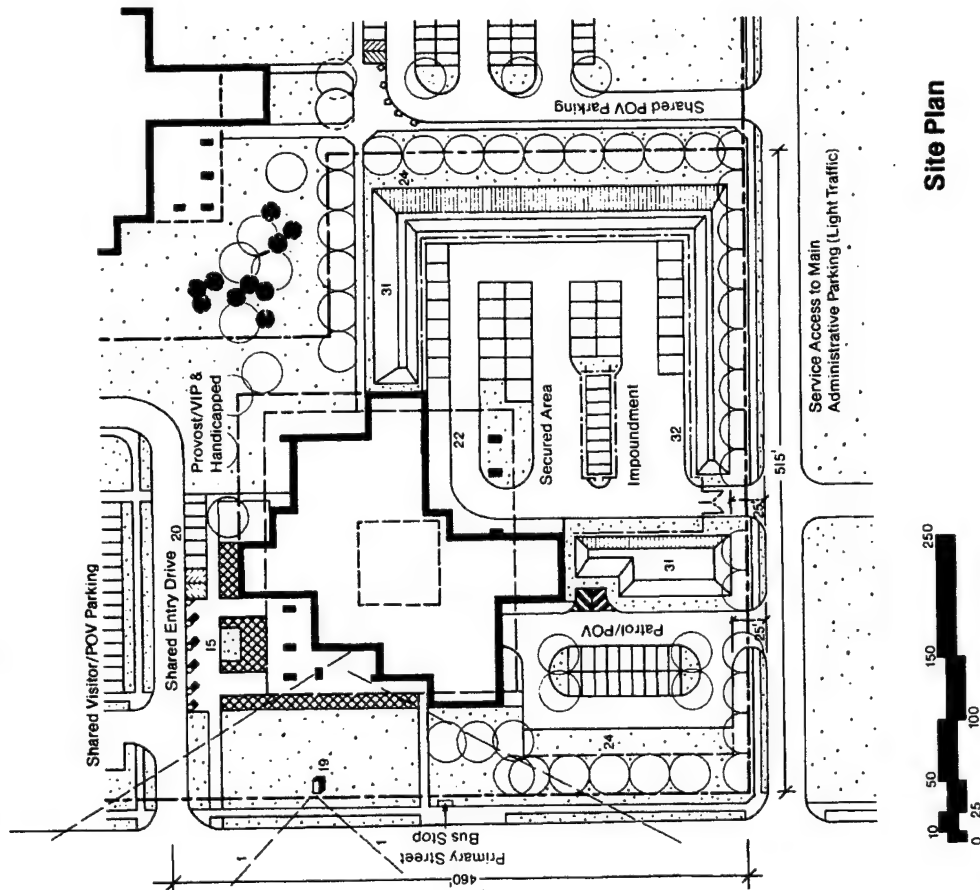 Shared Visitor/POV Parking
Shared Entry Drive
20
Provost/VIP &
Handicapped
15
19
1
1
Primary Street
Bus Stop
460'
24
31
22
Secured Area
Impoundment
32
Shared POV Parking
Patrol/POV
31
24
25'
25'
515'
Service Access to Main
Administrative Parking (Light Traffic)
Site Plan
10
50
150
250
0
25
100